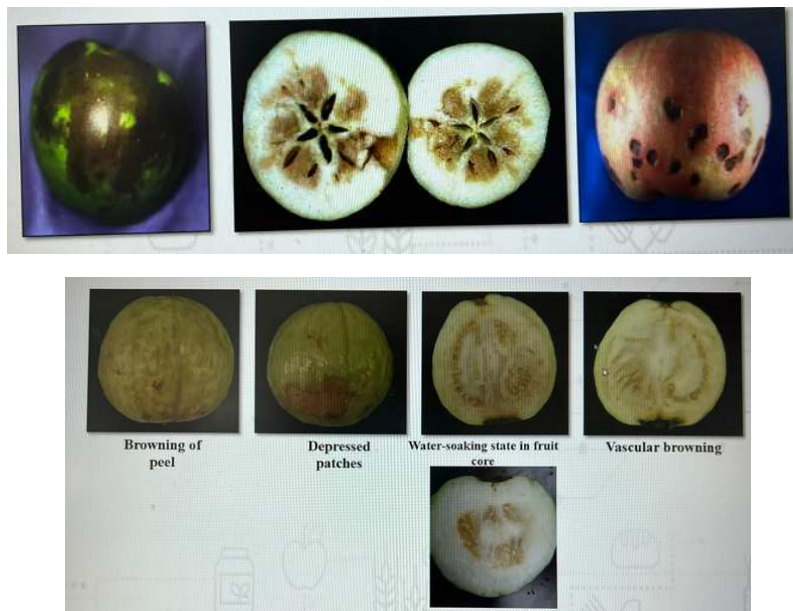 Browning of
peel
Depressed
patches
Water-soaking state in fruit
core
Vascular browning